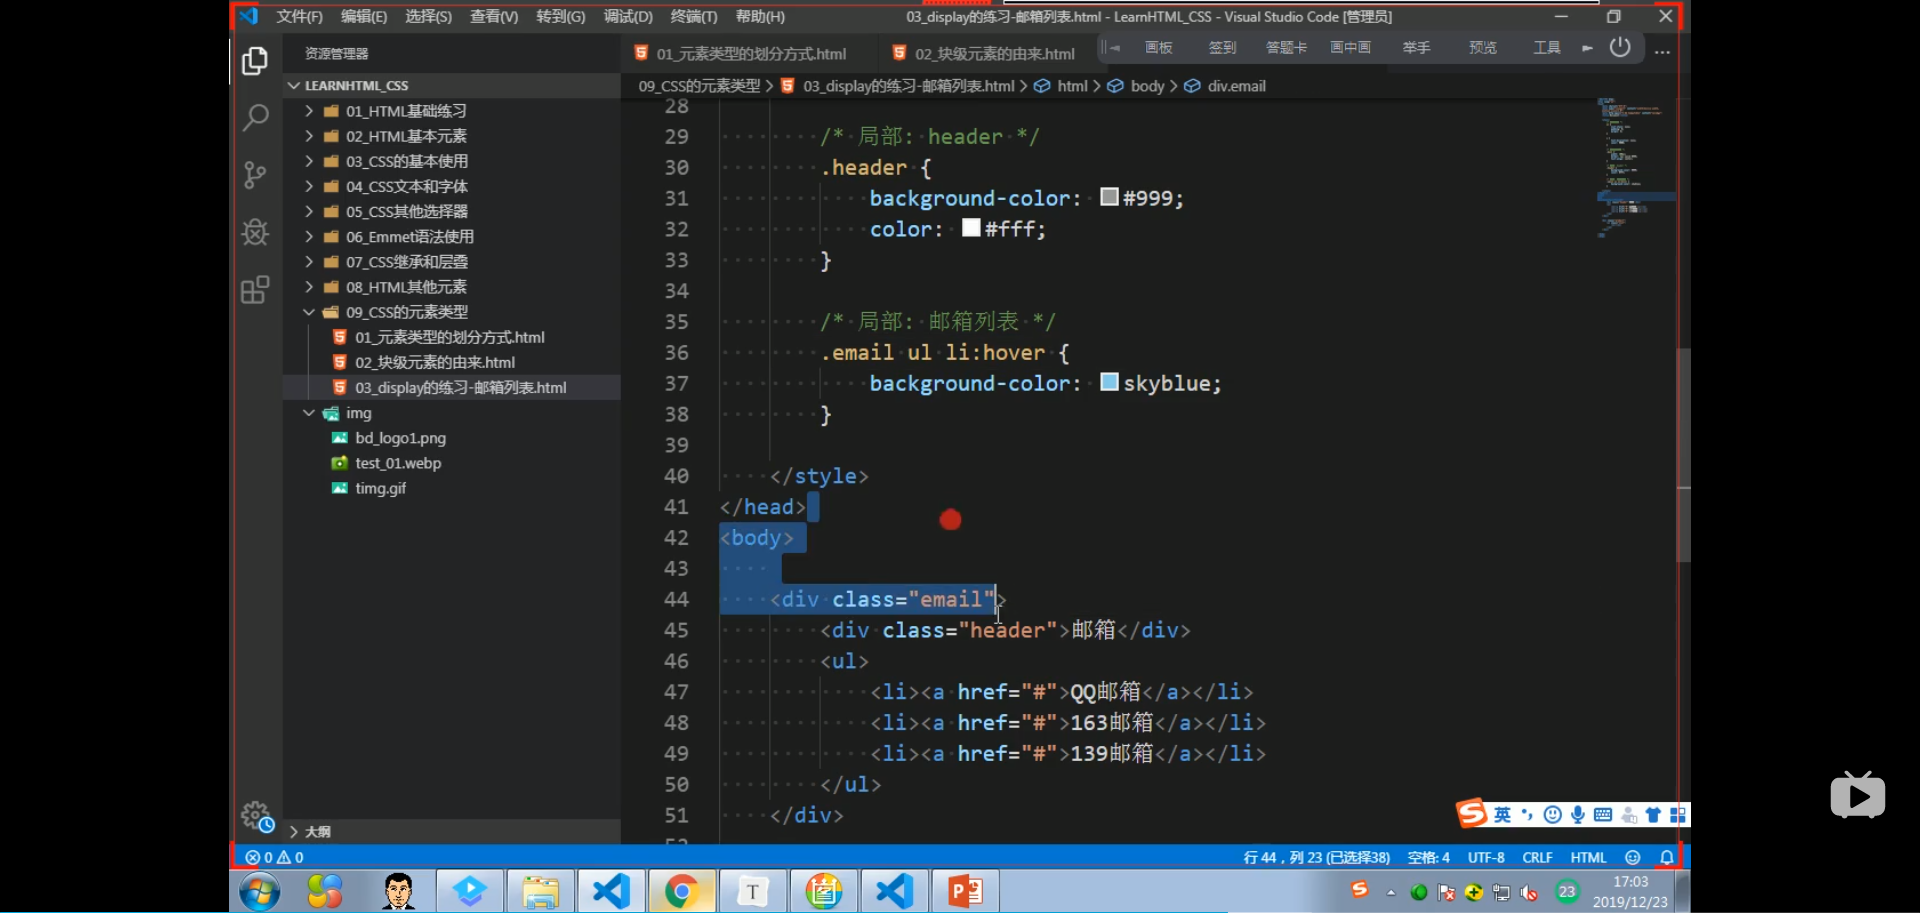 文件(F) 编辑(E) 选择(S) 查看(V) 转到(G) 调试(D) 终端(T) 帮助(H) 03_display的练习-邮箱列表.html - LearnHTML_CSS - Visual Studio Code [管理员]
资源管理器
01_元素类型的划分方式.html 02_块级元素的由来.html
画板 签到 答题卡 画中画 举手 预览 工具
LEARNHTML_CSS
09_CSS的元素类型 > 03_display的练习-邮箱列表.html > html > body > div.email
01_HTML基础练习
02_HTML基本元素
03_CSS的基本使用
04_CSS文本和字体
05_CSS其他选择器
06_Emmet语法使用
07_CSS继承和层叠
08_HTML其他元素
09_CSS的元素类型
01_元素类型的划分方式.html
02_块级元素的由来.html
03_display的练习-邮箱列表.html
img
bd_logo1.png
test_01.webp
timg.gif
大纲
28
29 /* 局部: header */
30 .header {
31 background-color: #999;
32 color: #fff;
33 }
34
35 /* 局部: 邮箱列表 */
36 .email ul li:hover {
37 background-color: skyblue;
38 }
39
40 </style>
41 </head>
42 <body>
43
44 <div class="email">
45 <div class="header">邮箱</div>
46 <ul>
47 <li><a href="#">QQ邮箱</a></li>
48 <li><a href="#">163邮箱</a></li>
49 <li><a href="#">139邮箱</a></li>
50 </ul>
51 </div>
英
0 0 行 44，列 23 (已选择38) 空格: 4 UTF-8 CRLF HTML
T P 23
17:03
2019/12/23